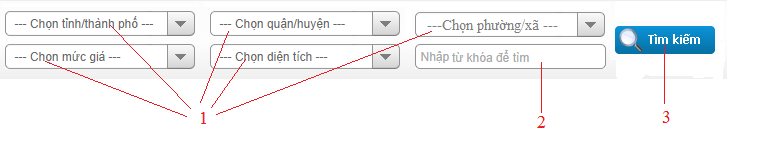 --- Chọn tỉnh/thành phố --- --- Chọn quận/huyện --- ---Chọn phường/xã ---
Tìm kiếm
--- Chọn mức giá --- --- Chọn diện tích --- Nhập từ khóa để tìm
1 2 3